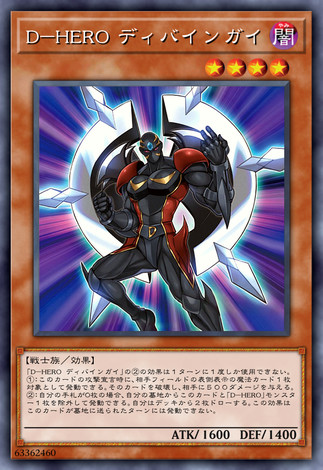 D-HERO ディバインガイ
闇
やみ
【戦士族／効果】
「D-HERO ディバインガイ」の②の効果は１ターンに１度しか使用できない。
①：このカードの攻撃宣言時に、相手フィールドの表側表示の魔法カード１枚を
対象として発動できる。そのカードを破壊し、相手に５００ダメージを与える。
②：自分の手札が０枚の場合、自分の墓地からこのカードと「D-HERO」モンスタ
ー１枚を除外して発動できる。自分はデッキから２枚ドローする。この効果は
このカードが墓地に送られたターンには発動できない。
ATK/ 1600 DEF/ 1400
63362460